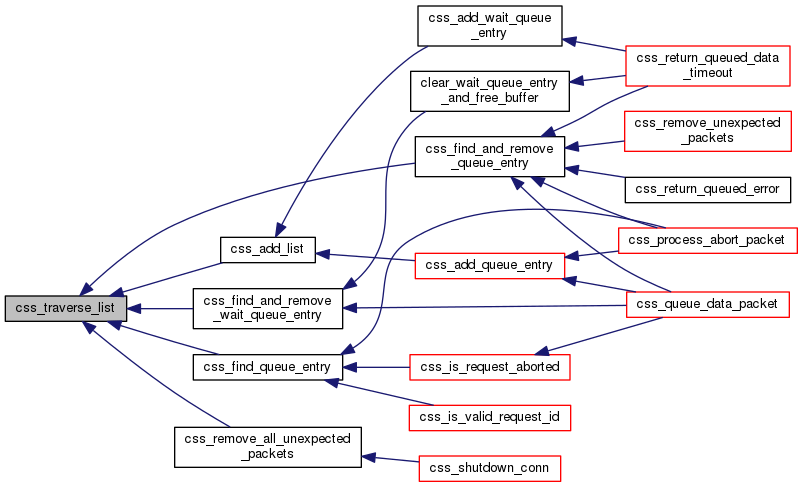 css_add_wait_queue
_entry
css_return_queued_data
_timeout
clear_wait_queue_entry
_and_free_buffer
css_remove_unexpected
_packets
css_find_and_remove
_queue_entry
css_return_queued_error
css_process_abort_packet
css_add_list
css_add_queue_entry
css_traverse_list
css_find_and_remove
_wait_queue_entry
css_queue_data_packet
css_find_queue_entry
css_is_request_aborted
css_is_valid_request_id
css_remove_all_unexpected
_packets
css_shutdown_conn